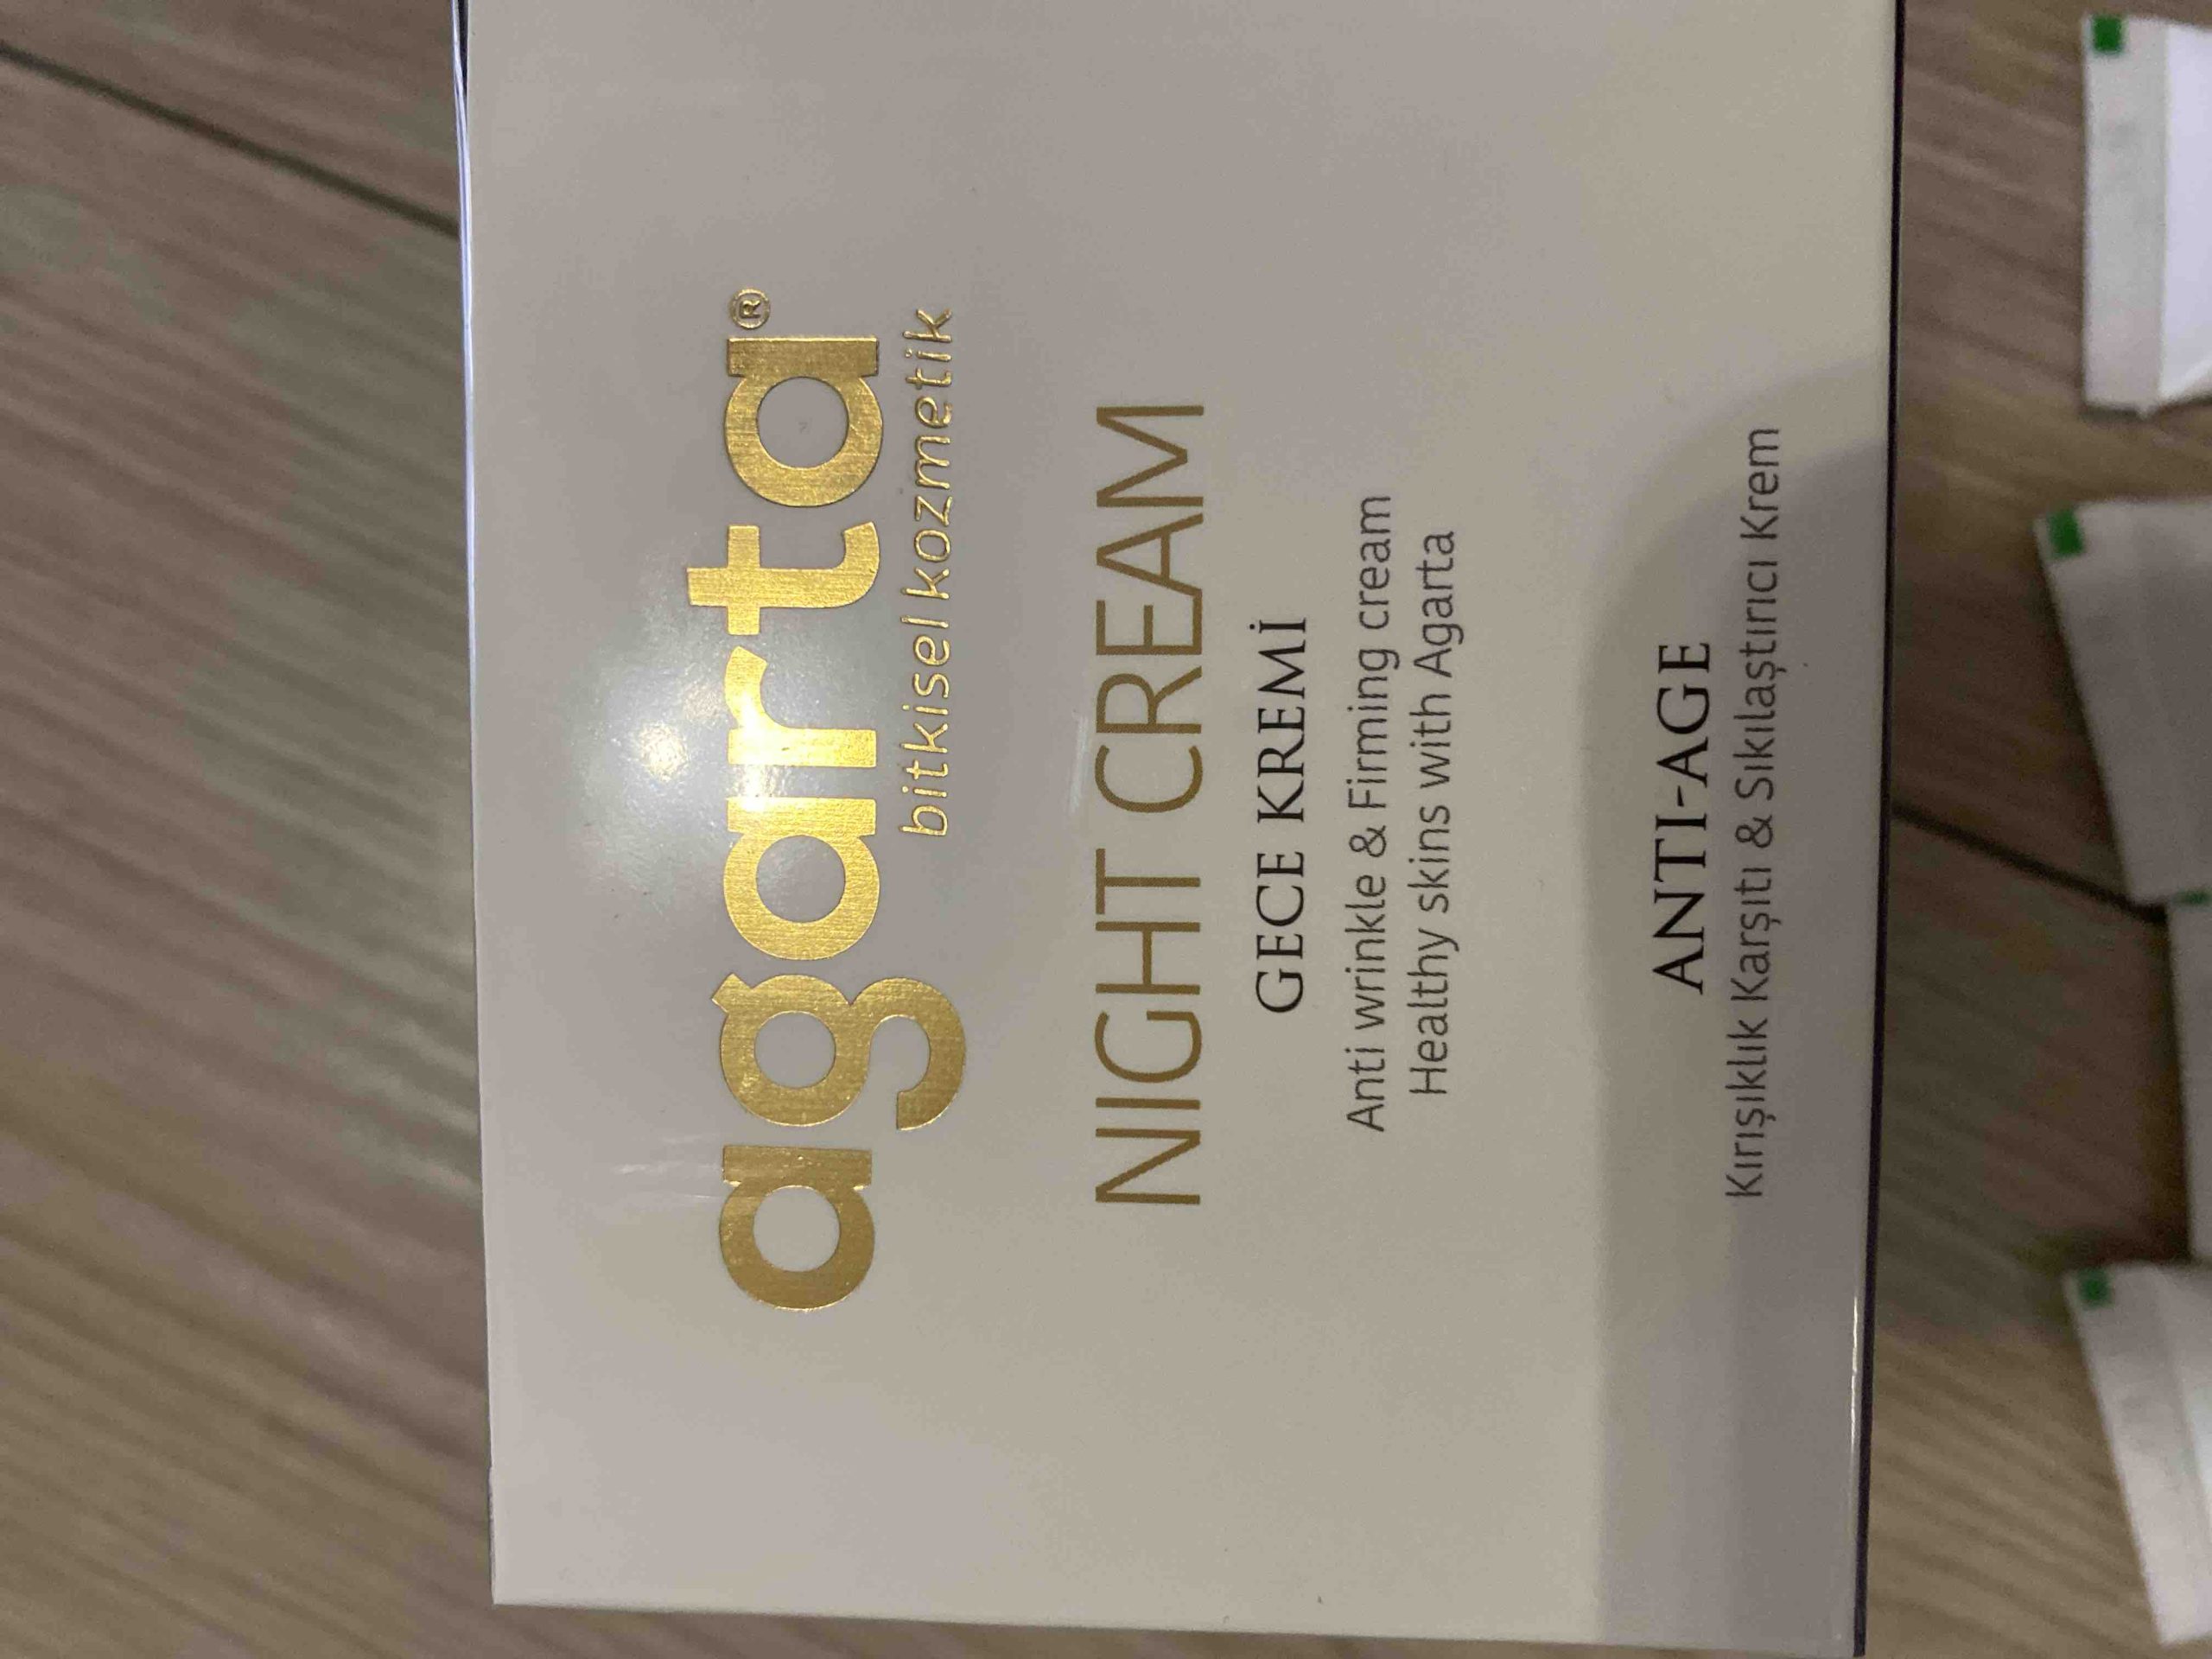 agarta®
bitkisel kozmetik
NIGHT CREAM
GECE KREMİ
Anti wrinkle & Firming cream
Healthy skins with Agarta
ANTI-AGE
Kırışıklık Karşıtı & Sıkılaştırıcı Krem